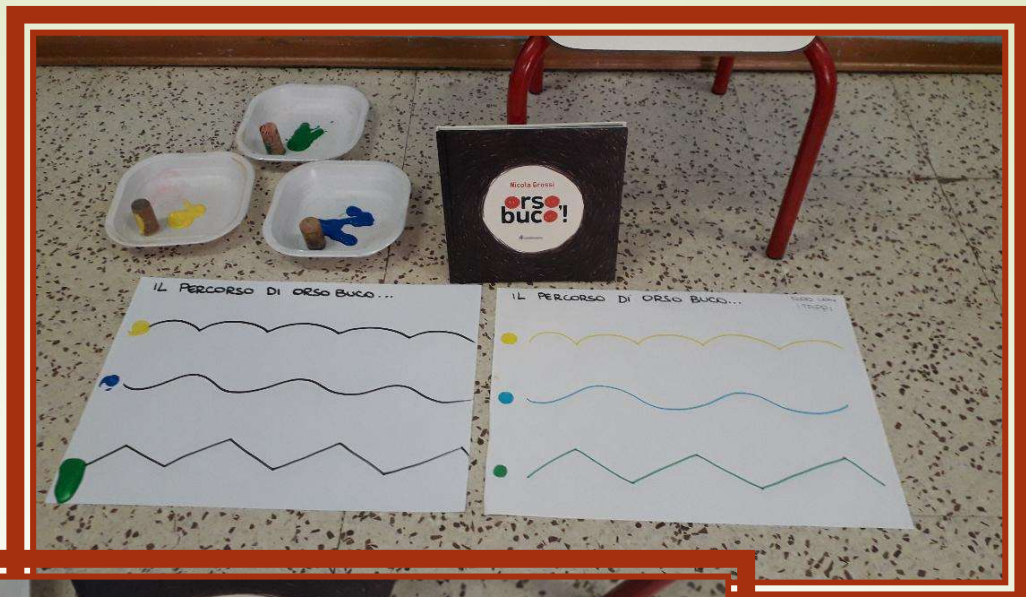 Nicola Grossi
orso
buco!
IL PERCORSO DI ORSO BUCO...
IL PERCORSO DI ORSO BUCO...